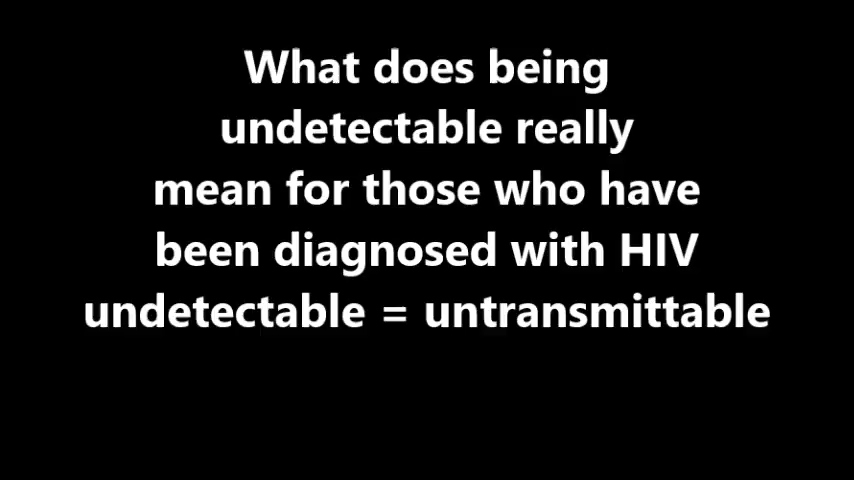 What does being
undetectable really
mean for those who have
been diagnosed with HIV
undetectable = untransmittable